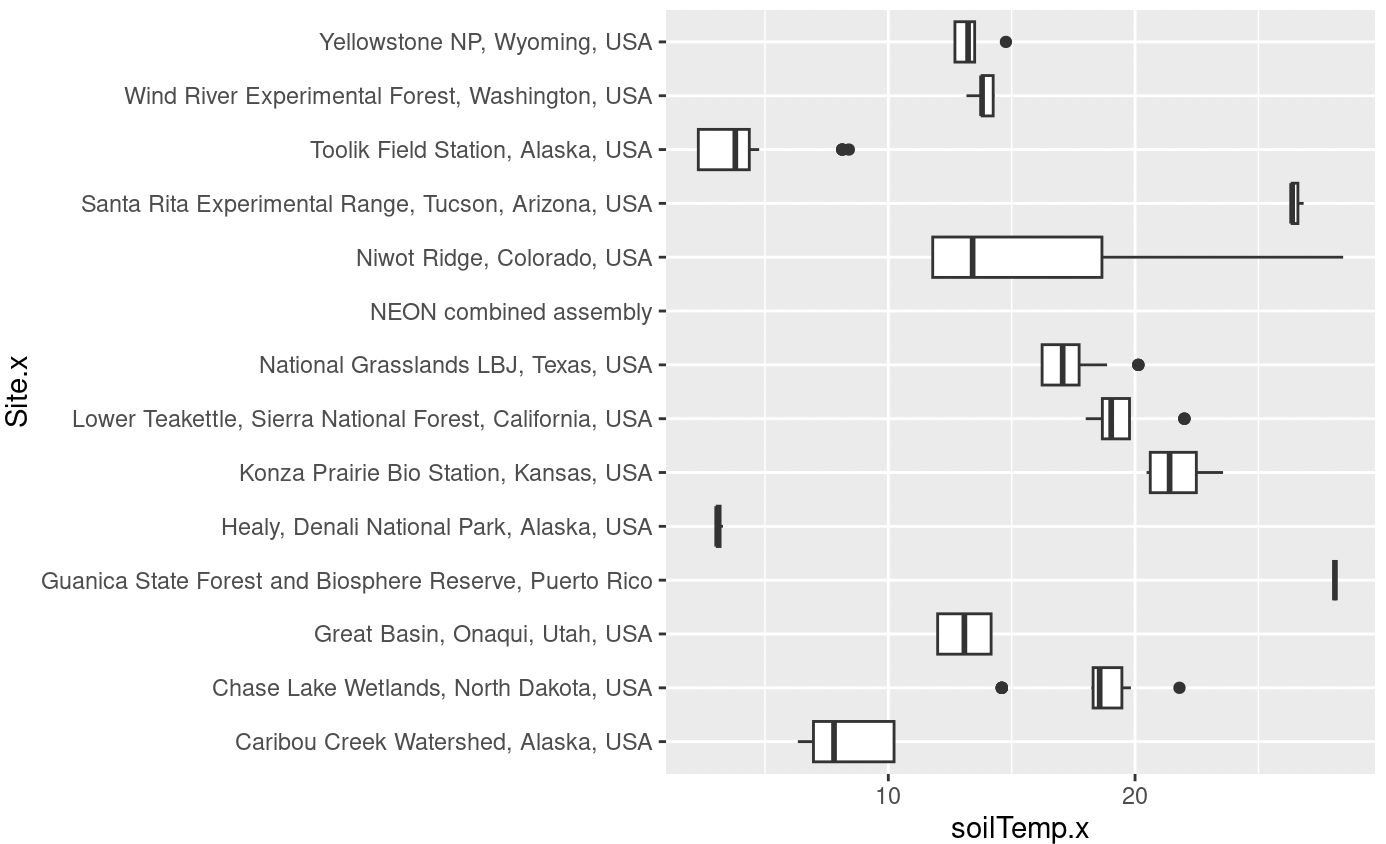 Yellowstone NP, Wyoming, USA
Wind River Experimental Forest, Washington, USA
Toolik Field Station, Alaska, USA
Santa Rita Experimental Range, Tucson, Arizona, USA
Niwot Ridge, Colorado, USA
NEON combined assembly
National Grasslands LBJ, Texas, USA
Lower Teakettle, Sierra National Forest, California, USA
Konza Prairie Bio Station, Kansas, USA
Healy, Denali National Park, Alaska, USA
Guanica State Forest and Biosphere Reserve, Puerto Rico
Great Basin, Onaqui, Utah, USA
Chase Lake Wetlands, North Dakota, USA
Caribou Creek Watershed, Alaska, USA
Site.x
10 20
soilTemp.x